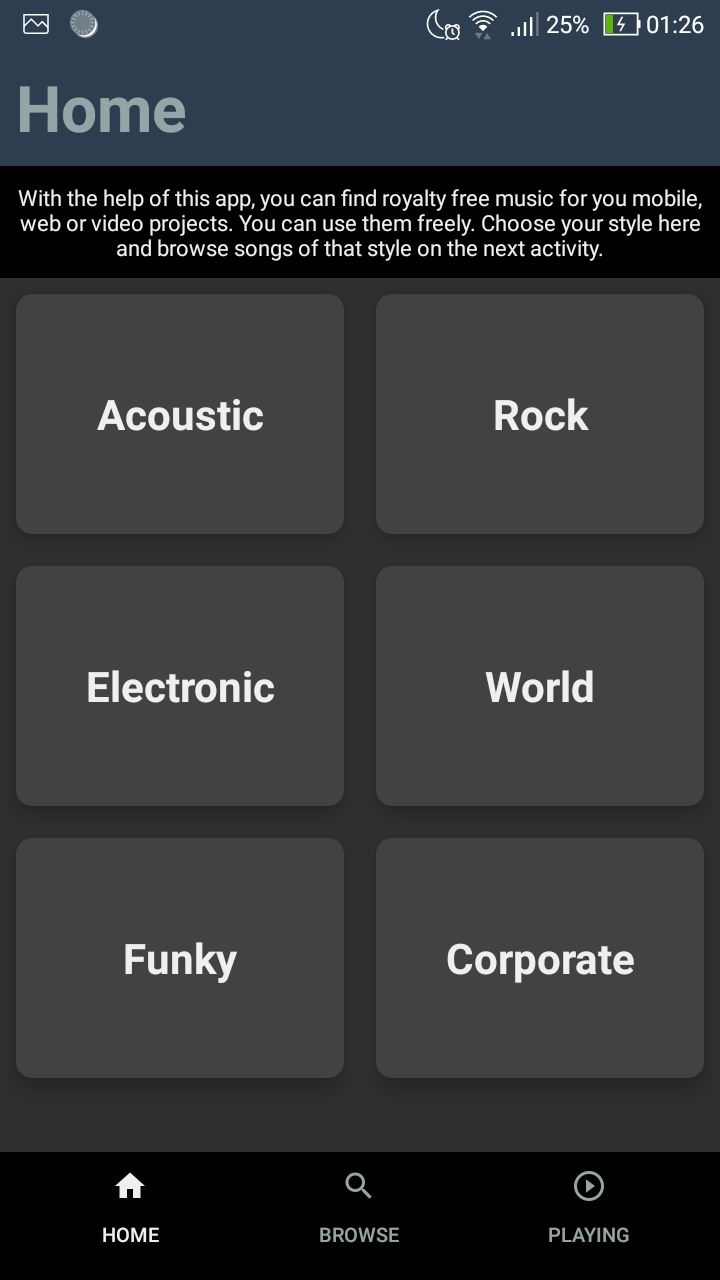 25% 01:26
Home
With the help of this app, you can find royalty free music for you mobile,
web or video projects. You can use them freely. Choose your style here
and browse songs of that style on the next activity.
Acoustic Rock
Electronic World
Funky Corporate
HOME BROWSE PLAYING